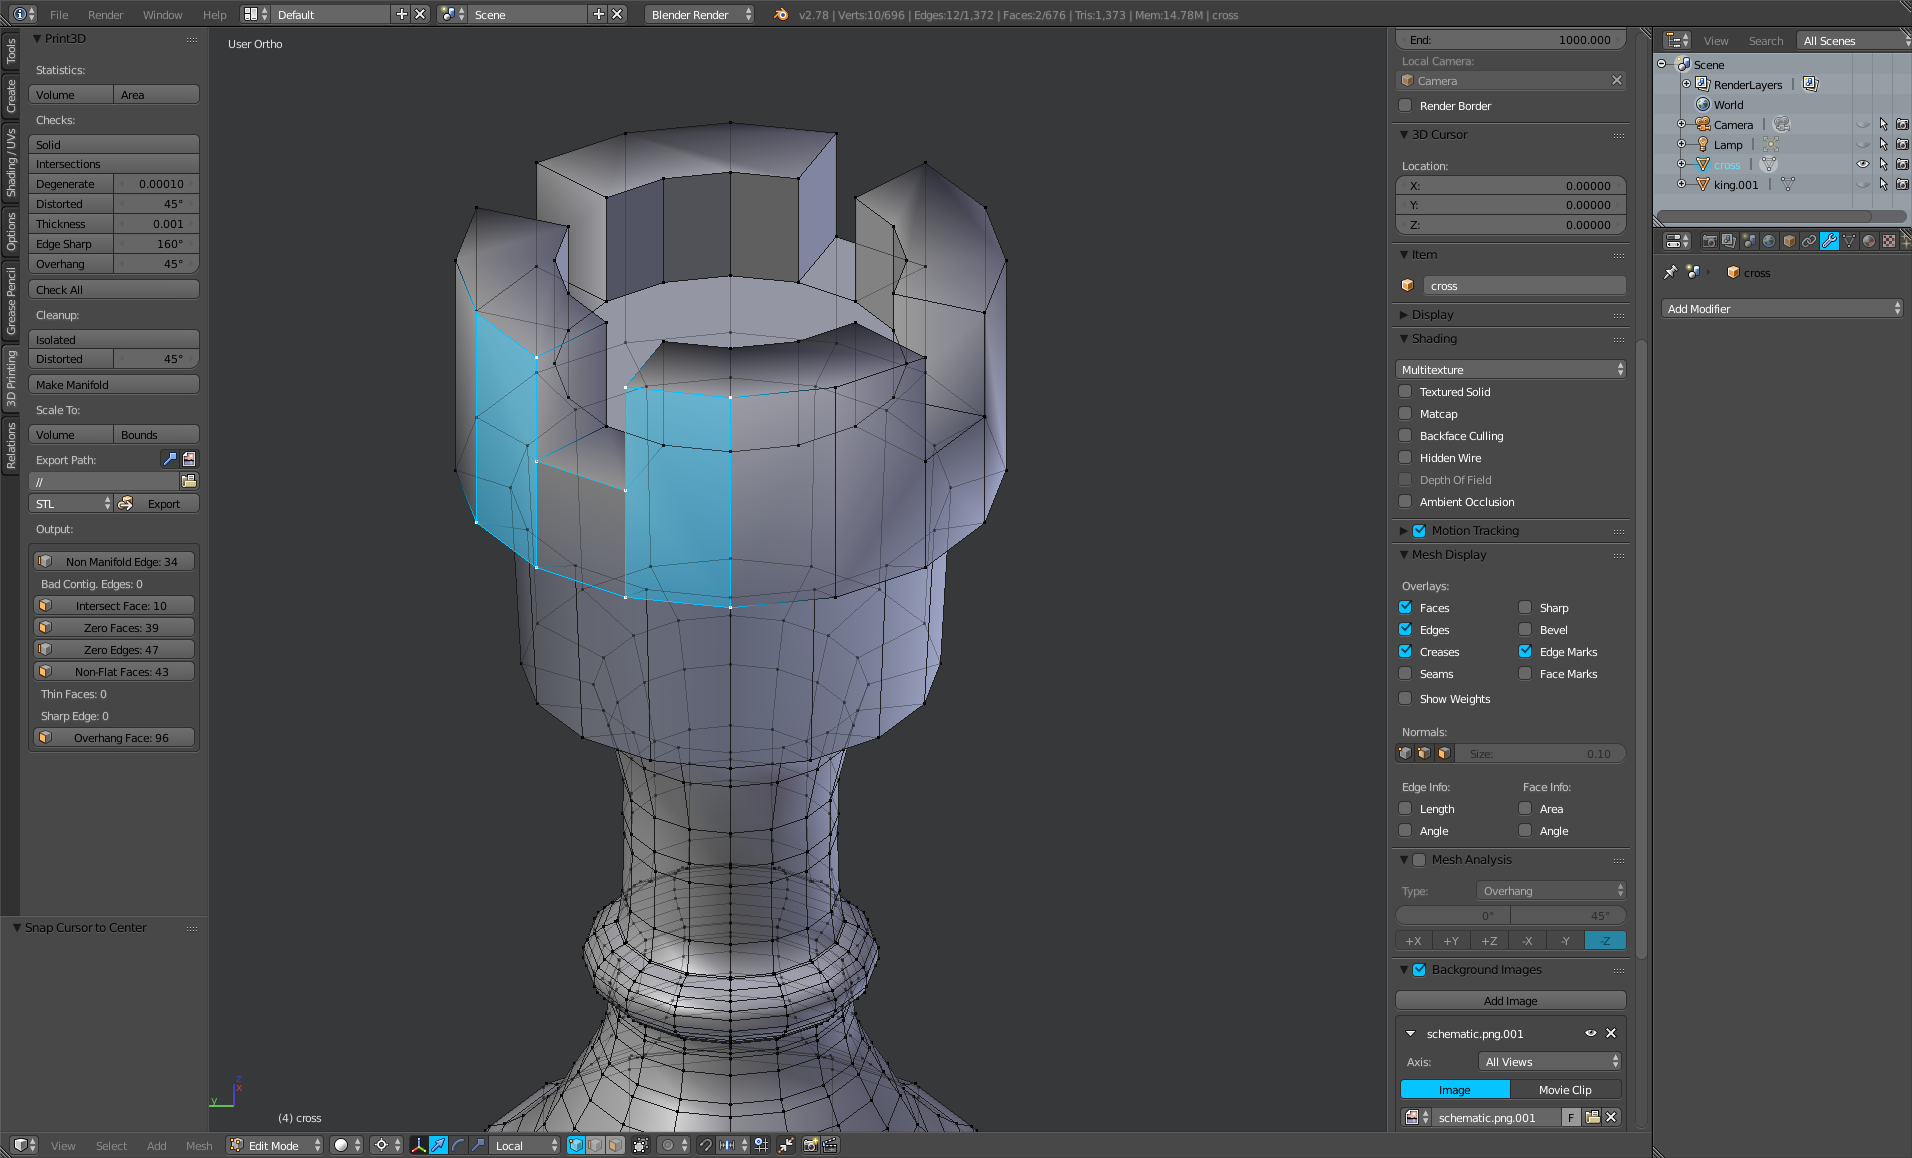 File Render Window Help Default Scene Blender Render v2.78 | Verts:10/696 | Edges:12/1,372 | Faces:2/676 | Tris:1,373 | Mem:14.78M | cross
Tools
Create
Shading / UVs
Options
Grease Pencil
3D Printing
Relations
Print3D
Statistics:
Volume Area
Checks:
Solid
Intersections
Degenerate 0.00010
Distorted 45°
Thickness 0.001
Edge Sharp 160°
Overhang 45°
Check All
Cleanup:
Isolated
Distorted 45°
Make Manifold
Scale To:
Volume Bounds
Export Path:
//
STL Export
Output:
Non Manifold Edge: 34
Bad Contig. Edges: 0
Intersect Face: 10
Zero Faces: 39
Zero Edges: 47
Non-Flat Faces: 43
Thin Faces: 0
Sharp Edge: 0
Overhang Face: 96
Snap Cursor to Center
User Ortho
z
x
y
(4) cross
View Select Add Mesh Edit Mode Local
End: 1000.000
Local Camera:
Camera
Render Border
3D Cursor
Location:
X: 0.00000
Y: 0.00000
Z: 0.00000
Item
cross
Display
Shading
Multitexture
Textured Solid
Matcap
Backface Culling
Hidden Wire
Depth Of Field
Ambient Occlusion
Motion Tracking
Mesh Display
Overlays:
Faces Sharp
Edges Bevel
Creases Edge Marks
Seams Face Marks
Show Weights
Normals:
Size: 0.10
Edge Info: Face Info:
Length Area
Angle Angle
Mesh Analysis
Type: Overhang
0° 45°
+X +Y +Z -X -Y -Z
Background Images
Add Image
schematic.png.001
Axis: All Views
Image Movie Clip
schematic.png.001 F
View Search All Scenes
Scene
RenderLayers |
World
Camera |
Lamp |
cross |
king.001 |
cross
Add Modifier